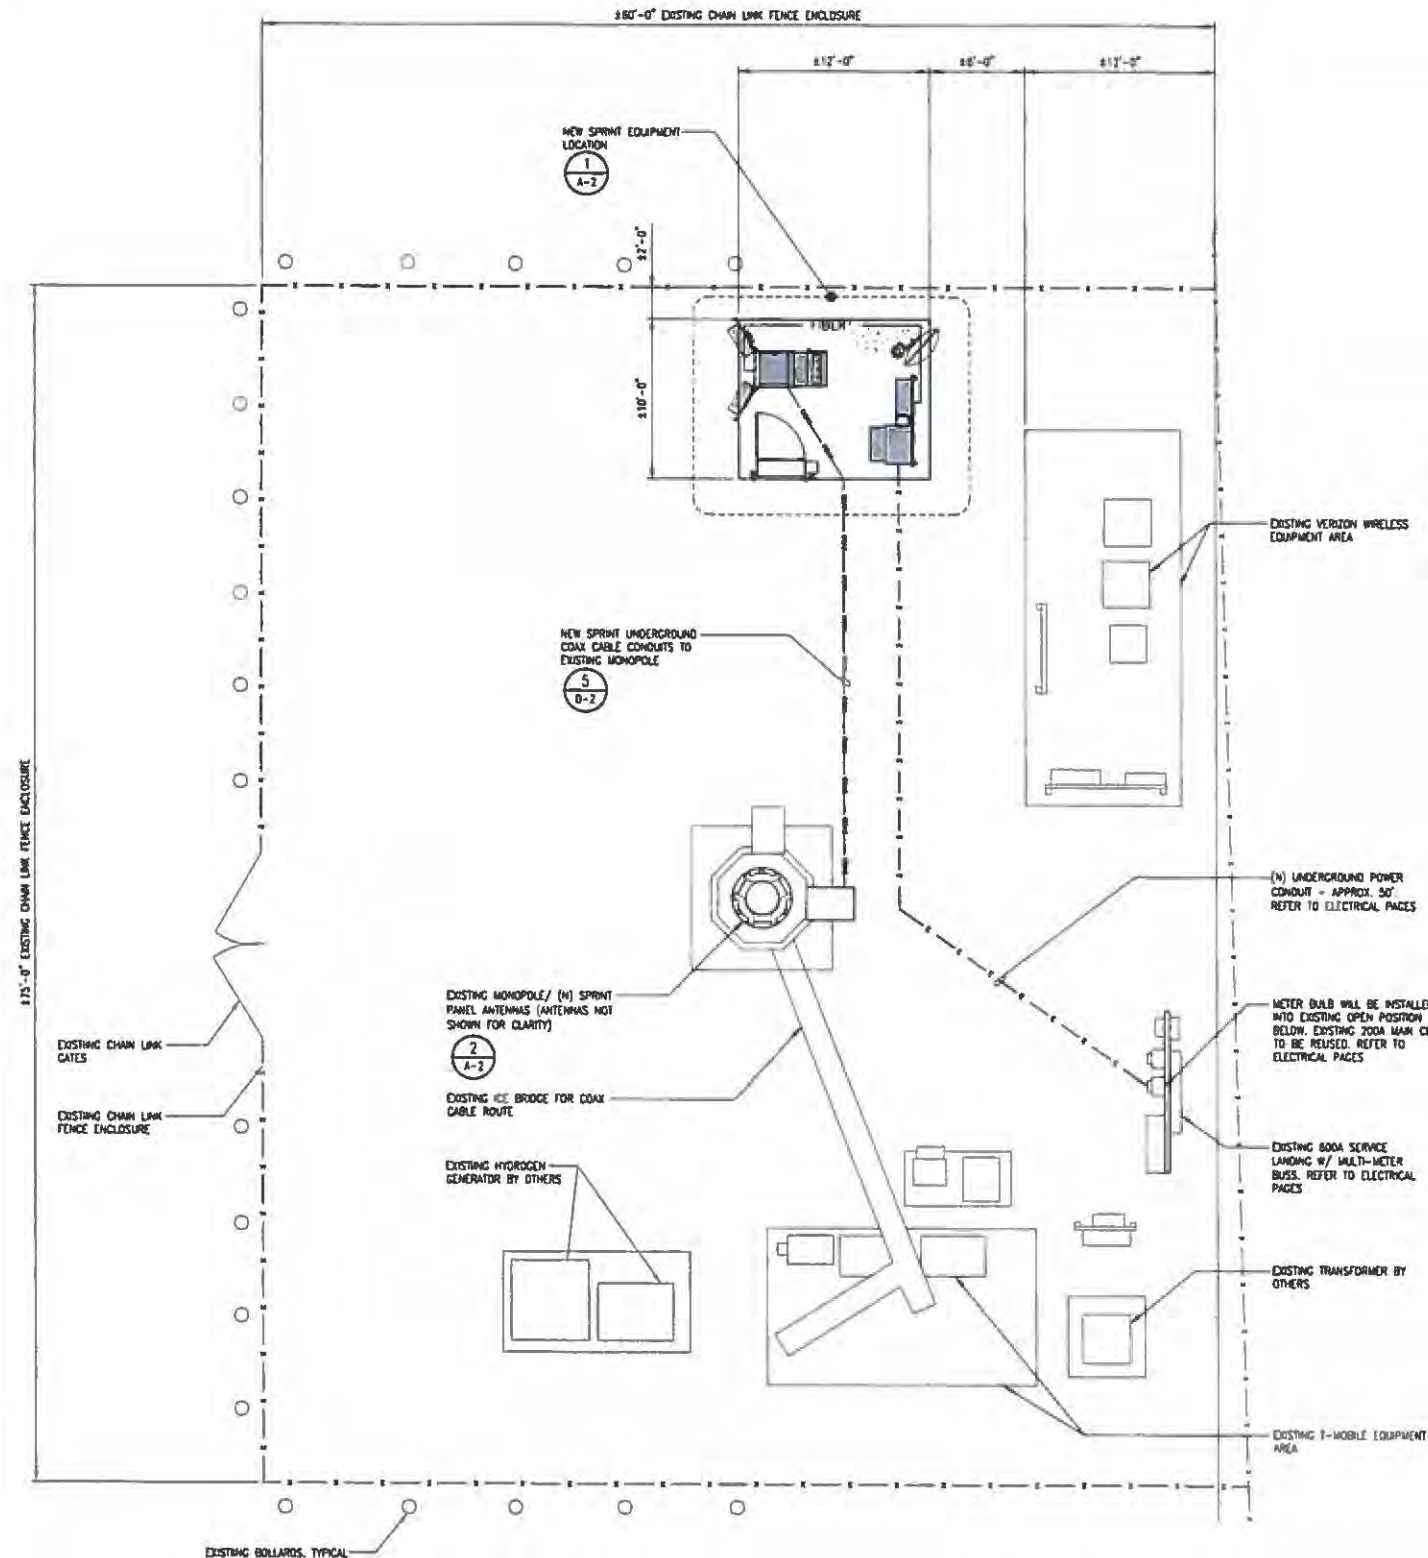 ±60'-0" EXISTING CHAIN LINK FENCE ENCLOSURE
±12'-0"
±6'-0"
±12'-0"
NEW SPRINT EQUIPMENT
LOCATION
1
A-2
±2'-0"
FIBER
±10'-0"
EXISTING VERIZON WIRELESS
EQUIPMENT AREA
NEW SPRINT UNDERGROUND
COAX CABLE CONDUITS TO
EXISTING MONOPOLE
5
D-2
±75'-0" EXISTING CHAIN LINK FENCE ENCLOSURE
(N) UNDERGROUND POWER
CONDUIT - APPROX. 50'
REFER TO ELECTRICAL PAGES
EXISTING MONOPOLE/ (N) SPRINT
PANEL ANTENNAS (ANTENNAS NOT
SHOWN FOR CLARITY)
2
A-2
METER BULB WILL BE INSTALLE
INTO EXISTING OPEN POSITION
BELOW. EXISTING 200A MAIN C
TO BE REUSED. REFER TO
ELECTRICAL PAGES
EXISTING CHAIN LINK
GATES
EXISTING ICE BRIDGE FOR COAX
CABLE ROUTE
EXISTING CHAIN LINK
FENCE ENCLOSURE
EXISTING HYDROGEN
GENERATOR BY OTHERS
EXISTING 600A SERVICE
LANDING W/ MULTI-METER
BUSS. REFER TO ELECTRICAL
PAGES
EXISTING TRANSFORMER BY
OTHERS
EXISTING T-MOBILE EQUIPMENT
AREA
EXISTING BOLLARDS, TYPICAL